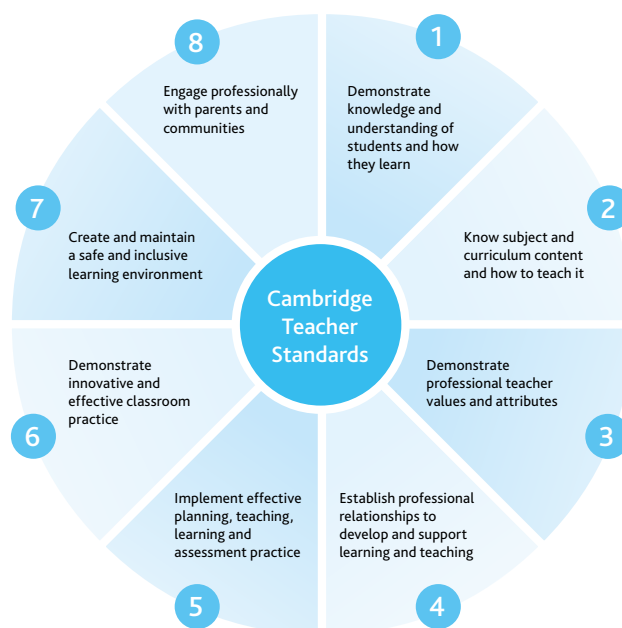 1
Demonstrate
knowledge and
understanding of
students and how
they learn
2
Know subject and
curriculum content
and how to teach it
3
Demonstrate
professional teacher
values and attributes
4
Establish professional
relationships to
develop and support
learning and teaching
5
Implement effective
planning, teaching,
learning and
assessment practice
6
Demonstrate
innovative and
effective classroom
practice
7
Create and maintain
a safe and inclusive
learning environment
8
Engage professionally
with parents and
communities
Cambridge
Teacher
Standards